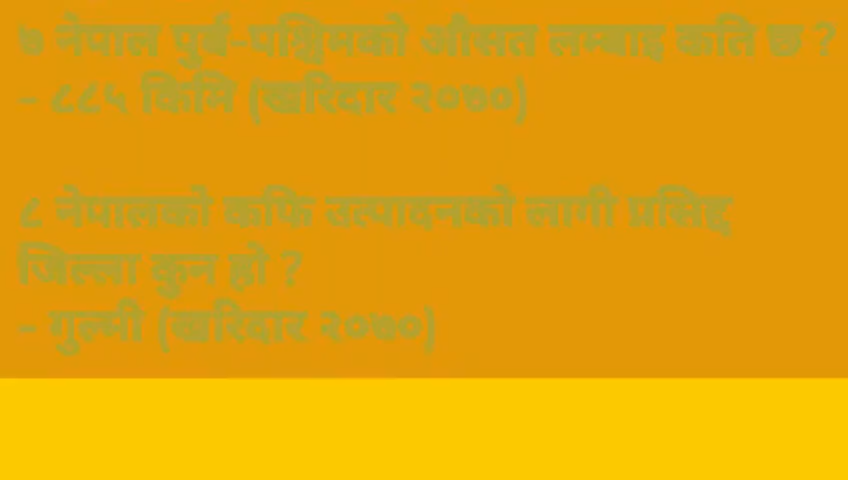 ७ नेपाल पुर्ब-पश्चिमको औसत लम्बाइ कति छ ?
- ८८५ किमि (खरिदार २०७०)
८ नेपालको कफि उत्पादनको लागी प्रसिद्द
जिल्ला कुन हो ?
- गुल्मी (खरिदार २०७०)